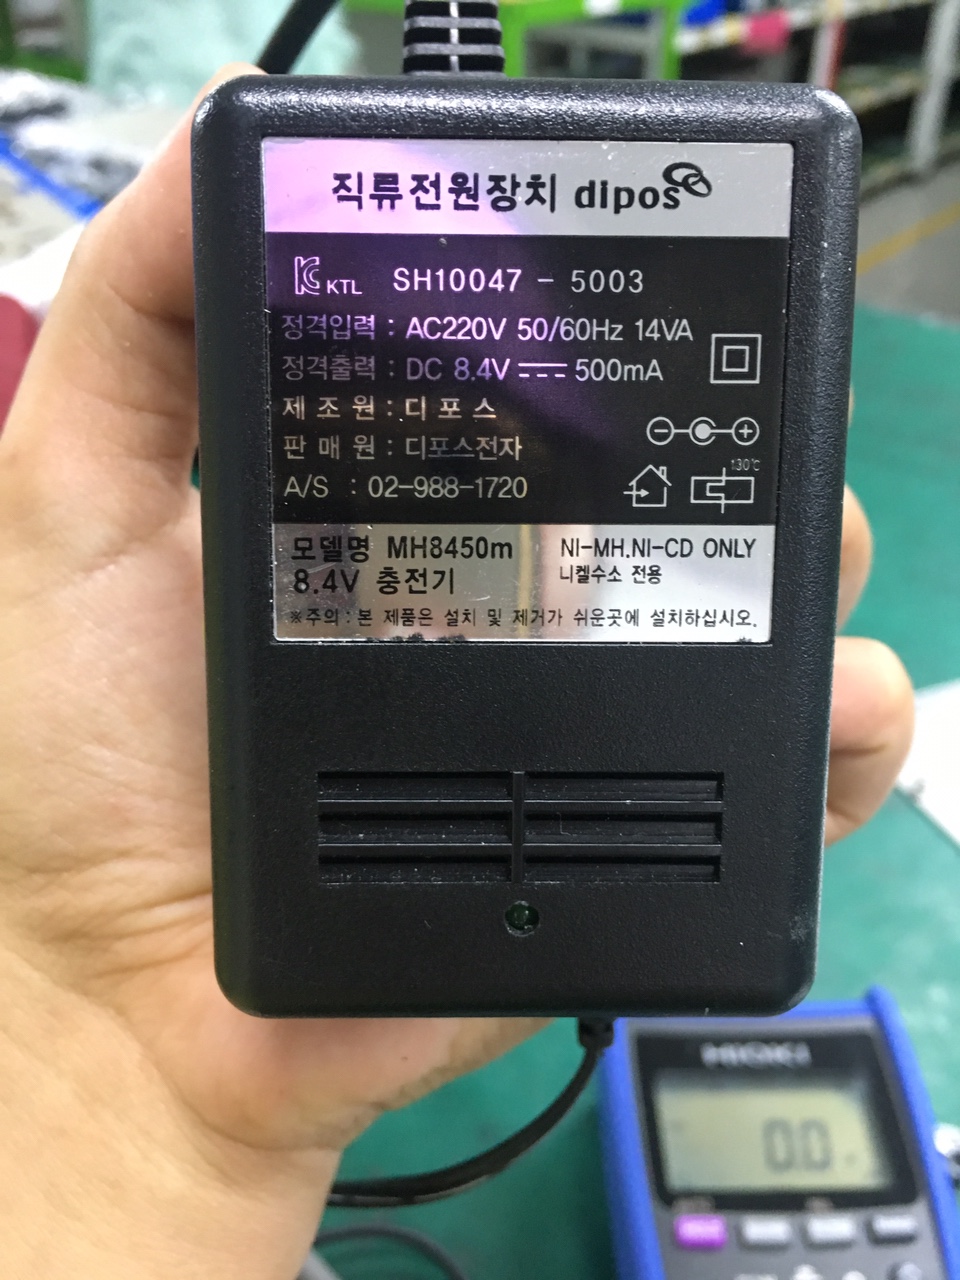 직류전원장치 dipos
KC KTL SH10047 - 5003
정격입력 : AC220V 50/60Hz 14VA
정격출력 : DC 8.4V 500mA
제 조 원 : 디 포 스
판 매 원 : 디포스전자
A/S : 02-988-1720
130℃
모델명 MH8450m NI-MH.NI-CD ONLY
8.4V 충전기 니켈수소 전용
※주의 : 본 제품은 설치 및 제거가 쉬운곳에 설치하십시오.
HIOKI
0.0